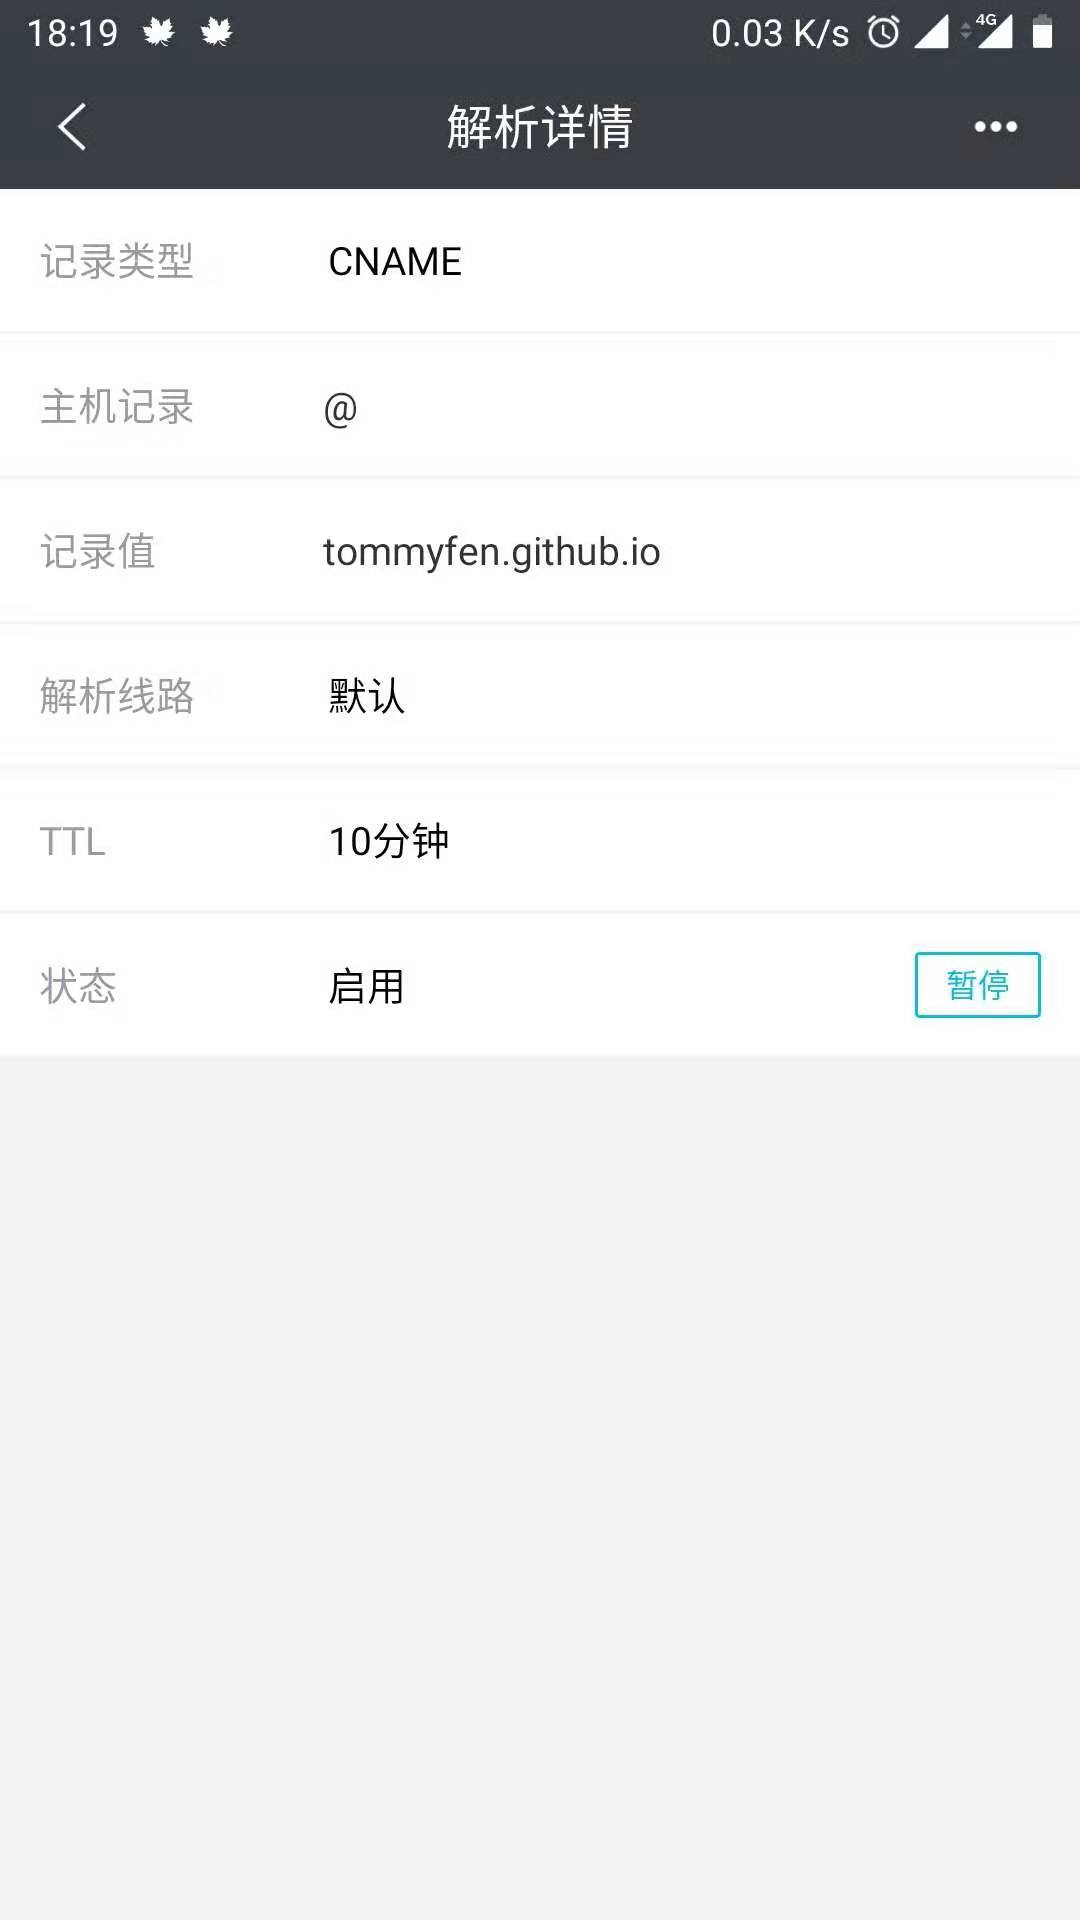 18:19 0.03 K/s 4G
解析详情
记录类型 CNAME
主机记录 @
记录值 tommyfen.github.io
解析线路 默认
TTL 10分钟
状态 启用 暂停